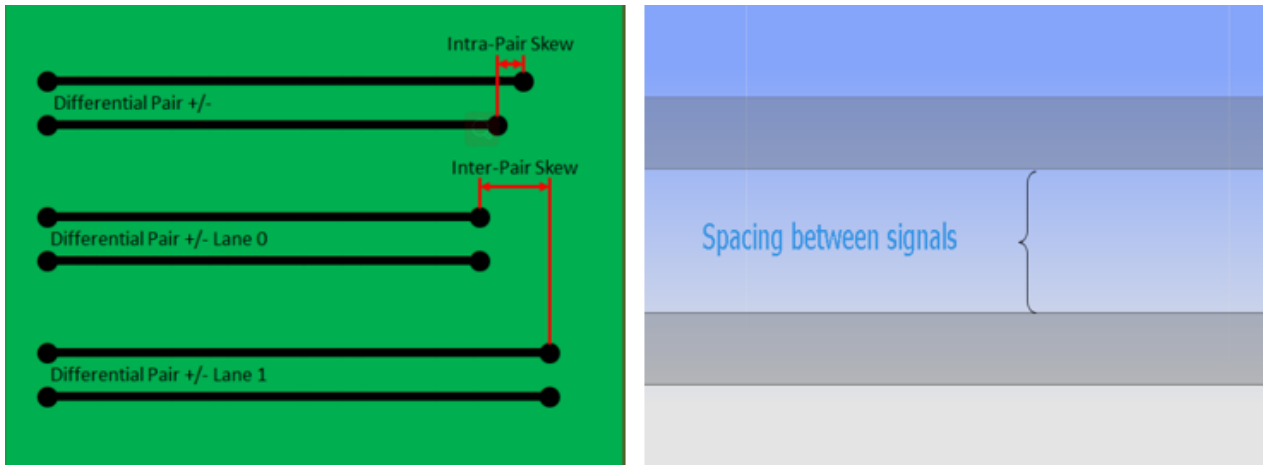 Intra-Pair Skew
Differential Pair +/-
Inter-Pair Skew
Differential Pair +/- Lane 0
Differential Pair +/- Lane 1
Spacing between signals